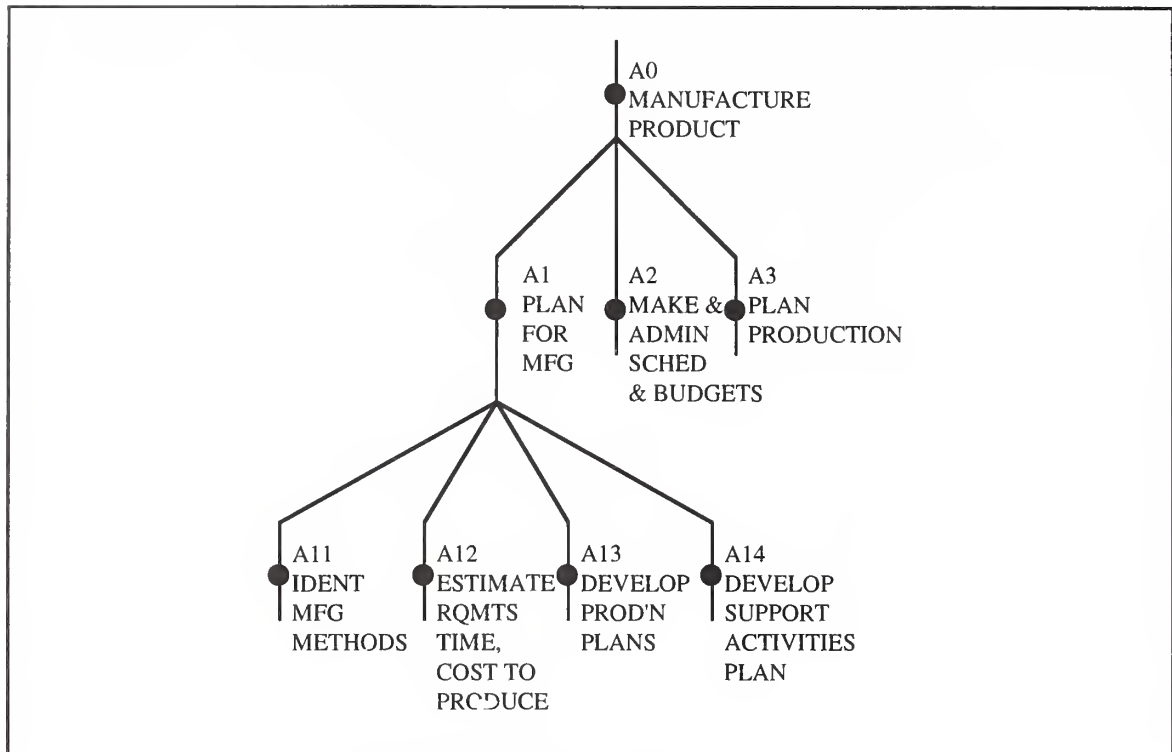 A0
MANUFACTURE
PRODUCT
A1
PLAN
FOR
MFG
A2
MAKE &
ADMIN
SCHED
& BUDGETS
A3
PLAN
PRODUCTION
A11
IDENT
MFG
METHODS
A12
ESTIMATE
RQMTS
TIME,
COST TO
PRODUCE
A13
DEVELOP
PROD'N
PLANS
A14
DEVELOP
SUPPORT
ACTIVITIES
PLAN